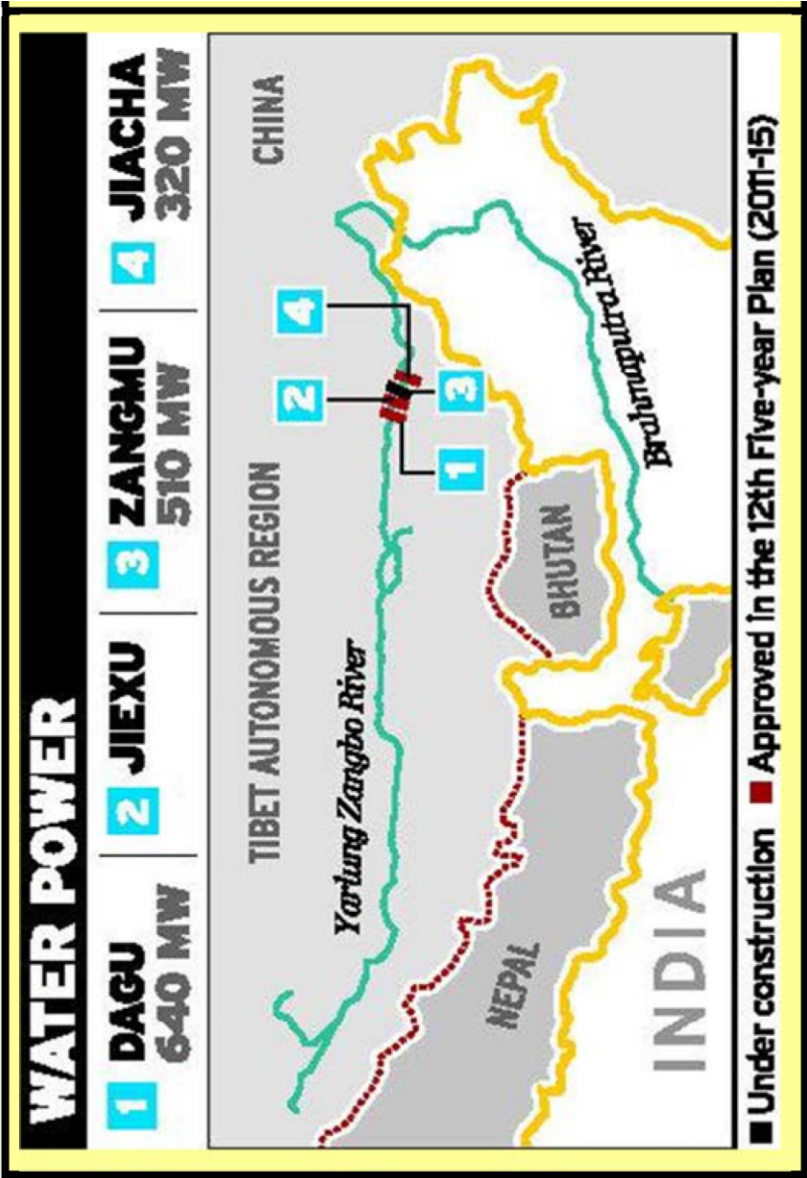 WATER POWER
1 DAGU
640 MW
2 JIEXU
3 ZANGMU
510 MW
4 JIACHA
320 MW
TIBET AUTONOMOUS REGION
CHINA
Yarlung Zangbo River
2
4
1
3
BHUTAN
Brahmaputra River
NEPAL
INDIA
Under construction
Approved in the 12th Five-year Plan (2011-15)